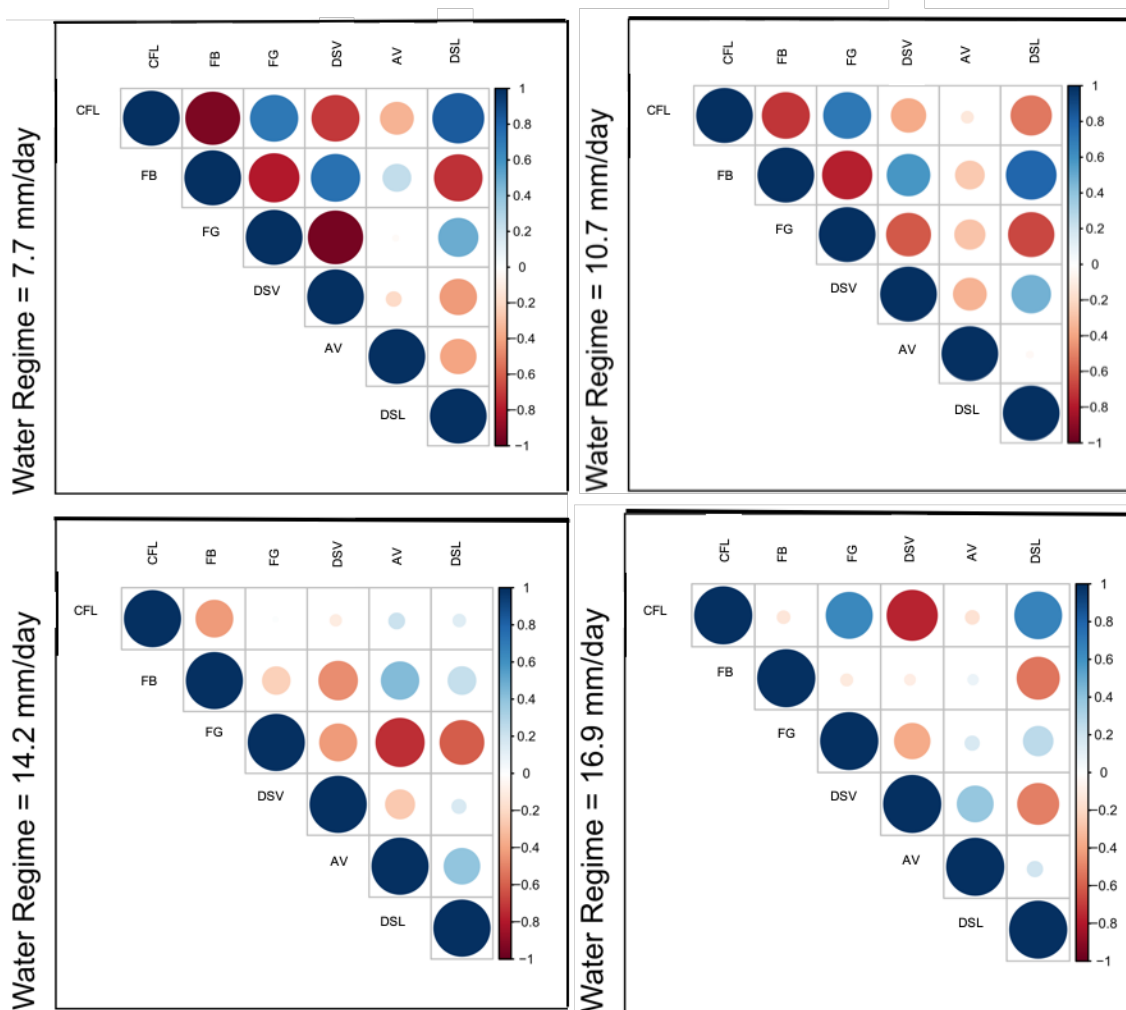 Water Regime = 7.7 mm/day
CFL FB FG DSV AV DSL
CFL
FB
FG
DSV
AV
DSL
1
0.8
0.6
0.4
0.2
0
−0.2
−0.4
−0.6
−0.8
−1
Water Regime = 10.7 mm/day
CFL FB FG DSV AV DSL
CFL
FB
FG
DSV
AV
DSL
1
0.8
0.6
0.4
0.2
0
−0.2
−0.4
−0.6
−0.8
−1
Water Regime = 14.2 mm/day
CFL FB FG DSV AV DSL
CFL
FB
FG
DSV
AV
DSL
1
0.8
0.6
0.4
0.2
0
−0.2
−0.4
−0.6
−0.8
−1
Water Regime = 16.9 mm/day
CFL FB FG DSV AV DSL
CFL
FB
FG
DSV
AV
DSL
1
0.8
0.6
0.4
0.2
0
−0.2
−0.4
−0.6
−0.8
−1